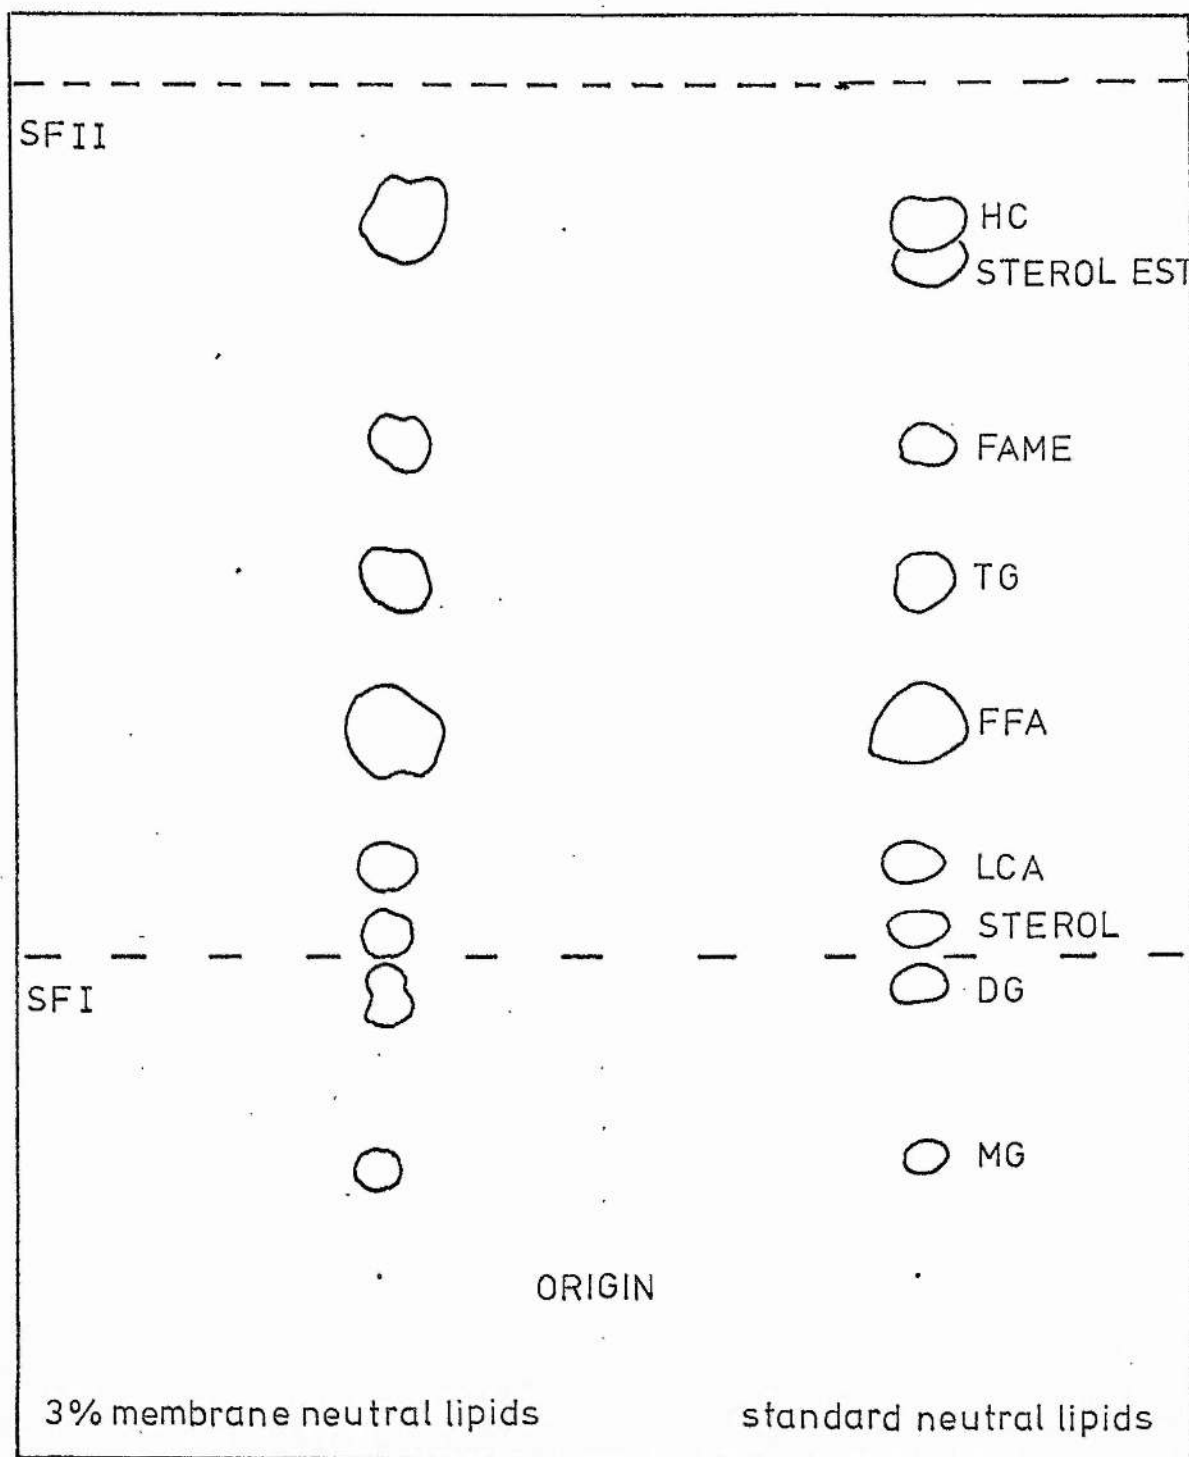 SFII
HC
STEROL EST
FAME
TG
FFA
LCA
STEROL
SFI
DG
MG
ORIGIN
3% membrane neutral lipids
standard neutral lipids